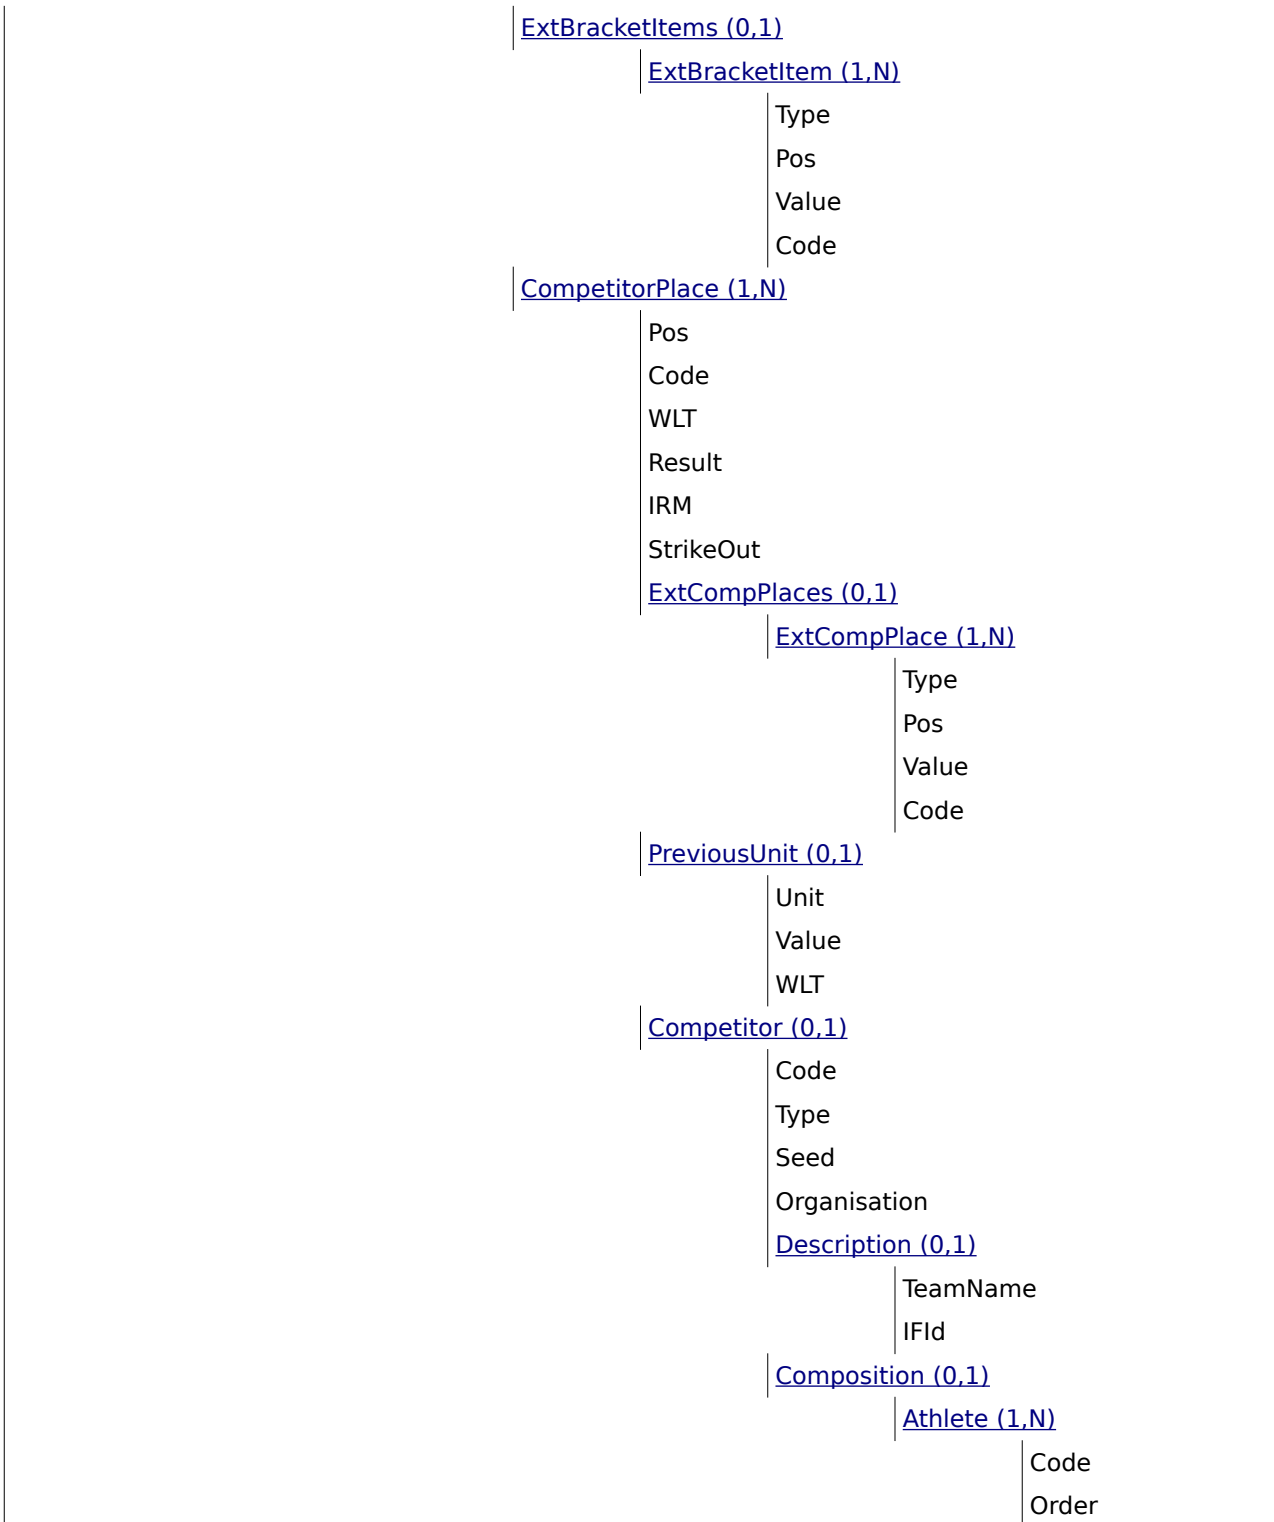 ExtBracketItems (0,1)
ExtBracketItem (1,N)
Type
Pos
Value
Code
CompetitorPlace (1,N)
Pos
Code
WLT
Result
IRM
StrikeOut
ExtCompPlaces (0,1)
ExtCompPlace (1,N)
Type
Pos
Value
Code
PreviousUnit (0,1)
Unit
Value
WLT
Competitor (0,1)
Code
Type
Seed
Organisation
Description (0,1)
TeamName
IFId
Composition (0,1)
Athlete (1,N)
Code
Order